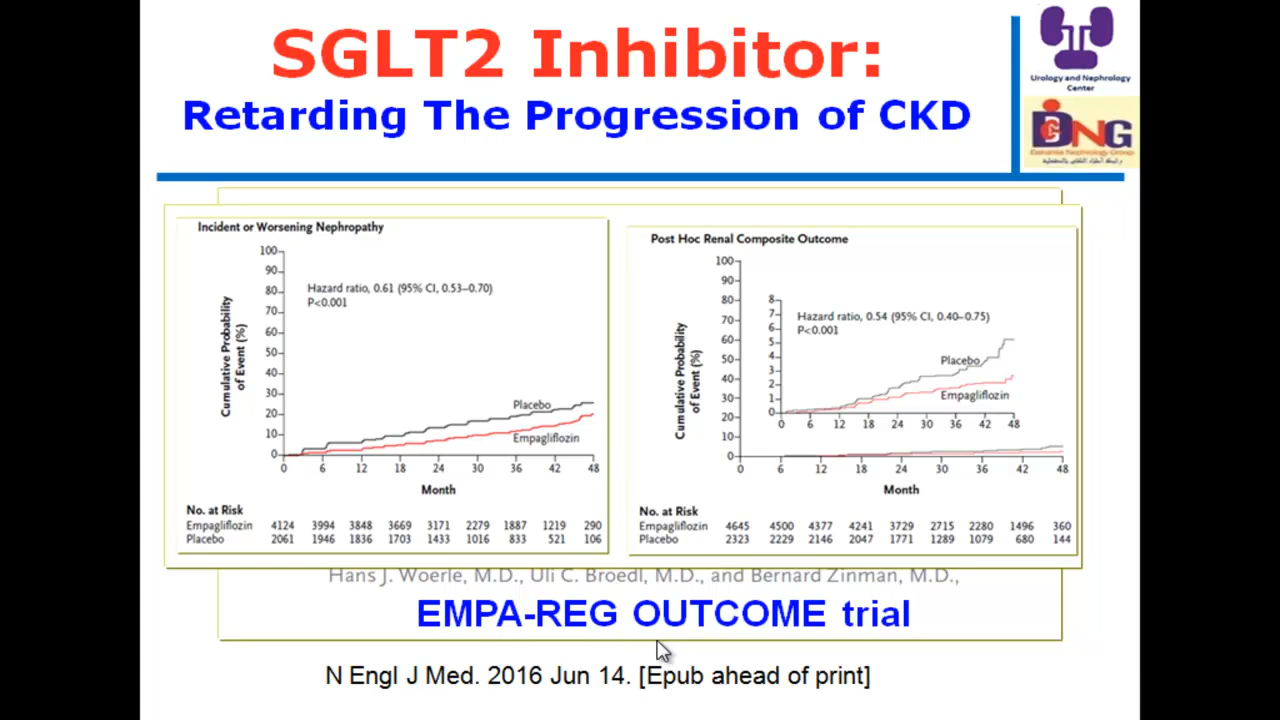 SGLT2 Inhibitor:
Retarding The Progression of CKD
Urology and Nephrology
Center
DNG
Incident or Worsening Nephropathy
100
90
80
70
60
50
40
30
20
10
0
Cumulative Probability
of Event (%)
Hazard ratio, 0.61 (95% CI, 0.53–0.70)
P<0.001
Placebo
Empagliflozin
0 6 12 18 24 30 36 42 48
Month
No. at Risk
Empagliflozin 4124 3994 3848 3669 3171 2279 1887 1219 290
Placebo 2061 1946 1836 1703 1433 1016 833 521 106
Post Hoc Renal Composite Outcome
100
90
80
70
60
50
40
30
20
10
0
Cumulative Probability
of Event (%)
8
7
6
5
4
3
2
1
0
Hazard ratio, 0.54 (95% CI, 0.40–0.75)
P<0.001
Placebo
Empagliflozin
0 6 12 18 24 30 36 42 48
0 6 12 18 24 30 36 42 48
Month
No. at Risk
Empagliflozin 4645 4500 4377 4241 3729 2715 2280 1496 360
Placebo 2323 2229 2146 2047 1771 1289 1079 680 144
Hans J. Woerle, M.D., Uli C. Broedl, M.D., and Bernard Zinman, M.D.,
EMPA-REG OUTCOME trial
N Engl J Med. 2016 Jun 14. [Epub ahead of print]